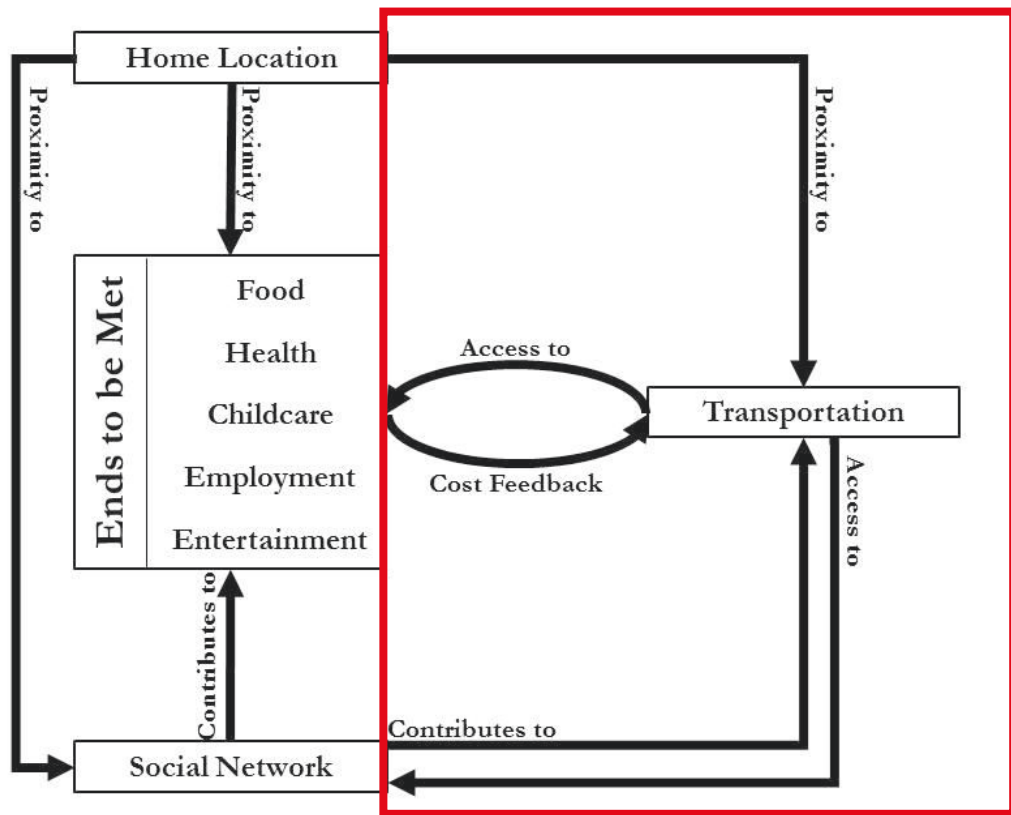 Home Location
Proximity to
Proximity to
Proximity to
Ends to be Met
Food
Health
Childcare
Employment
Entertainment
Access to
Cost Feedback
Transportation
Access to
Contributes to
Contributes to
Social Network